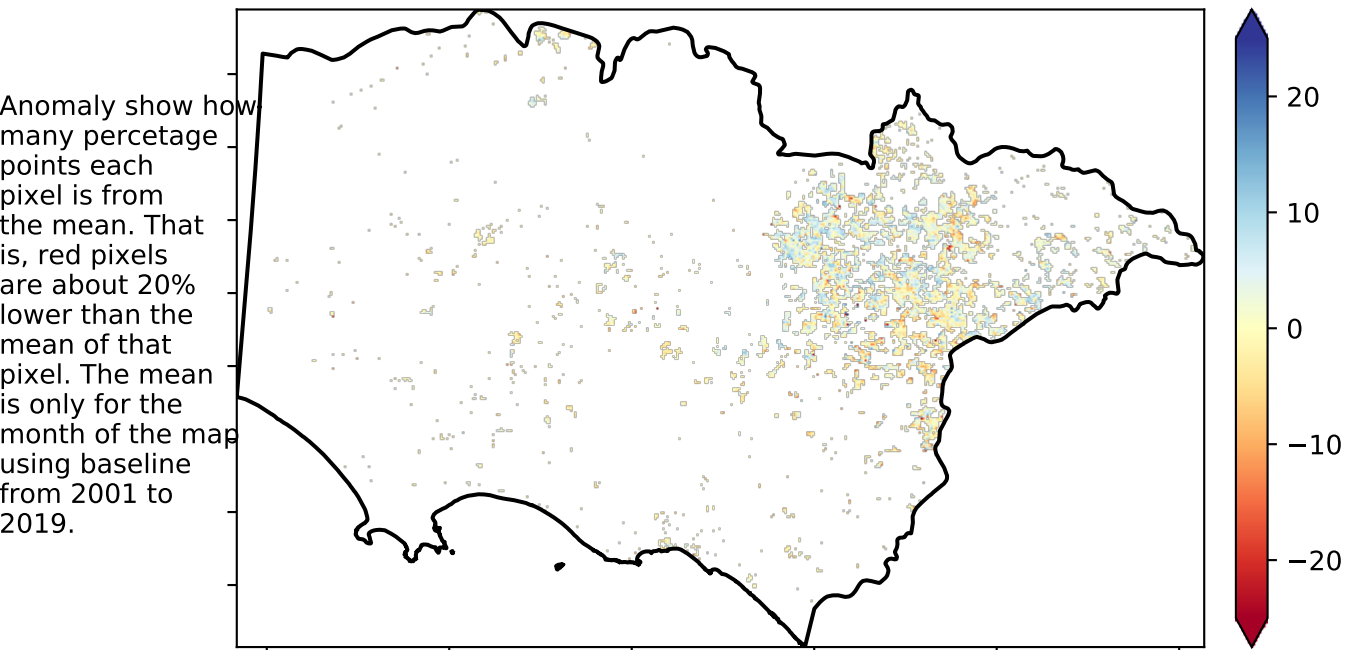 Anomaly show how
many percetage
points each
pixel is from
the mean. That
is, red pixels
are about 20%
lower than the
mean of that
pixel. The mean
is only for the
month of the map
using baseline
from 2001 to
2019.
20
10
0
−10
−20